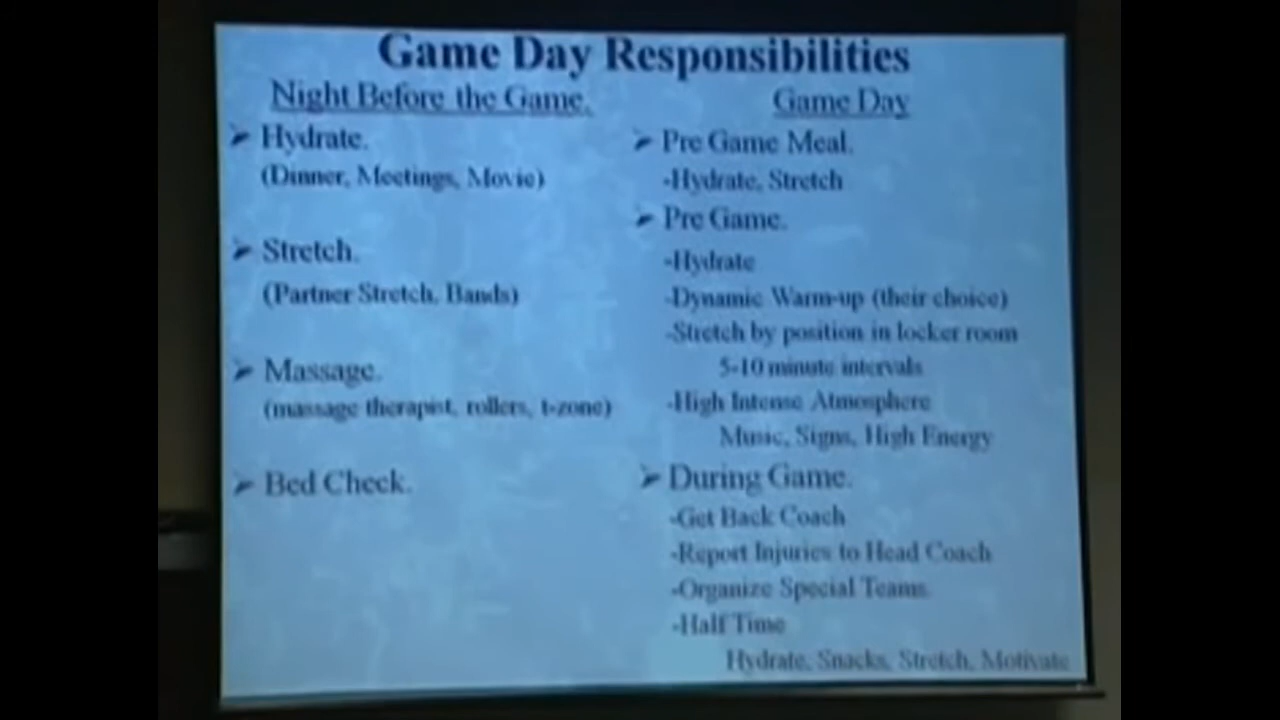 Game Day Responsibilities
Night Before the Game.
➢ Hydrate.
(Dinner, Meetings, Movie)
➢ Stretch.
(Partner Stretch, Bands)
➢ Massage.
(massage therapist, rollers, t-zone)
➢ Bed Check.
Game Day
➢ Pre Game Meal.
-Hydrate, Stretch
➢ Pre Game.
-Hydrate
-Dynamic Warm-up (their choice)
-Stretch by position in locker room
5-10 minute intervals
-High Intense Atmosphere
Music, Signs, High Energy
➢ During Game.
-Get Back Coach
-Report Injuries to Head Coach
-Organize Special Teams
-Half Time
Hydrate, Snacks, Stretch, Motivate